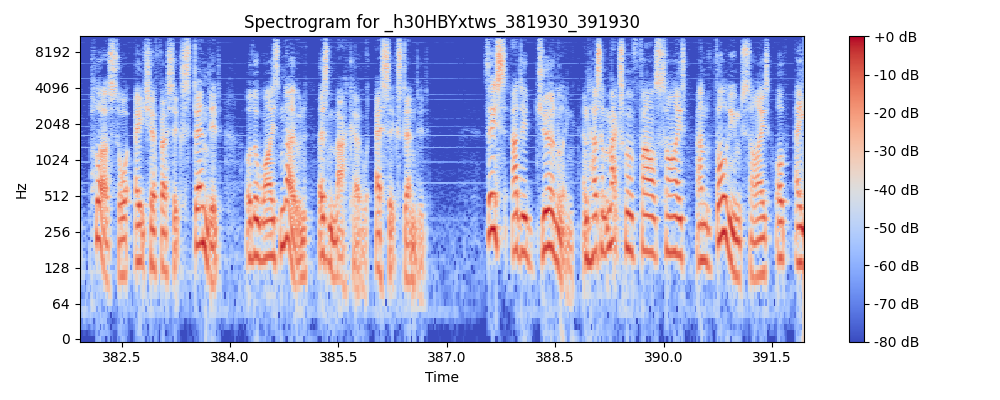 Spectrogram for _h30HBYxtws_381930_391930
Hz
8192
4096
2048
1024
512
256
128
64
0
382.5 384.0 385.5 387.0 388.5 390.0 391.5
Time
+0 dB
-10 dB
-20 dB
-30 dB
-40 dB
-50 dB
-60 dB
-70 dB
-80 dB